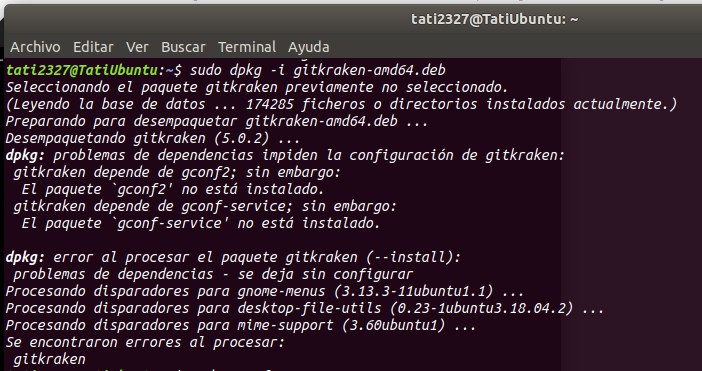 tati2327@TatiUbuntu: ~
Archivo Editar Ver Buscar Terminal Ayuda
tati2327@TatiUbuntu:~$ sudo dpkg -i gitkraken-amd64.deb
Seleccionando el paquete gitkraken previamente no seleccionado.
(Leyendo la base de datos ... 174285 ficheros o directorios instalados actualmente.)
Preparando para desempaquetar gitkraken-amd64.deb ...
Desempaquetando gitkraken (5.0.2) ...
dpkg: problemas de dependencias impiden la configuración de gitkraken:
 gitkraken depende de gconf2; sin embargo:
  El paquete `gconf2' no está instalado.
 gitkraken depende de gconf-service; sin embargo:
  El paquete `gconf-service' no está instalado.

dpkg: error al procesar el paquete gitkraken (--install):
 problemas de dependencias - se deja sin configurar
Procesando disparadores para gnome-menus (3.13.3-11ubuntu1.1) ...
Procesando disparadores para desktop-file-utils (0.23-1ubuntu3.18.04.2) ...
Procesando disparadores para mime-support (3.60ubuntu1) ...
Se encontraron errores al procesar:
 gitkraken